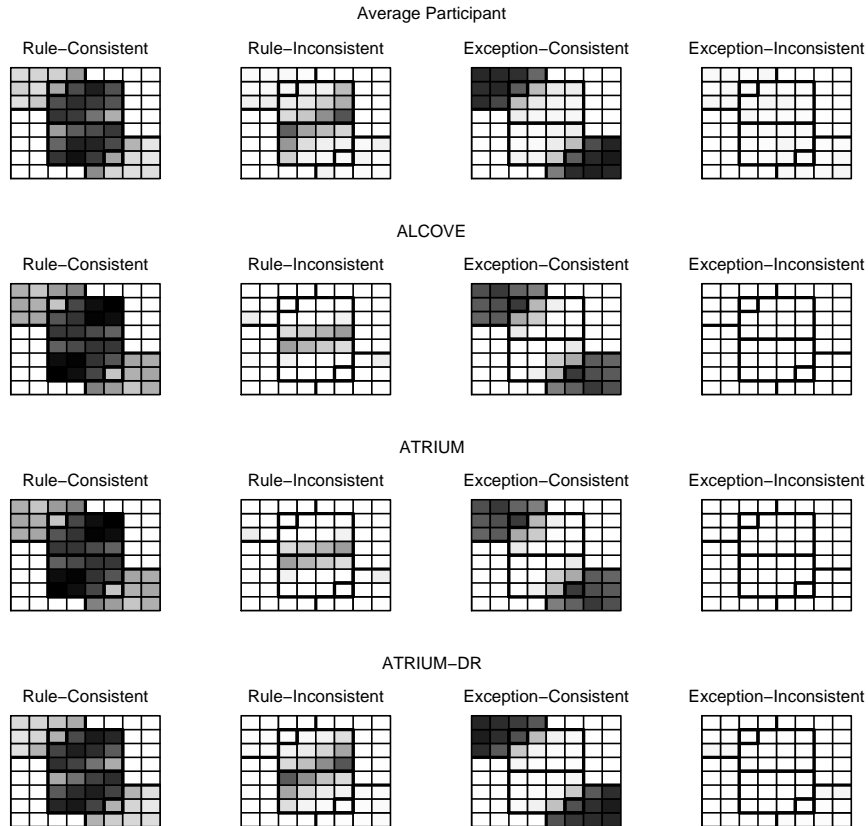 Average Participant
Rule−Consistent Rule−Inconsistent Exception−Consistent Exception−Inconsistent
ALCOVE
Rule−Consistent Rule−Inconsistent Exception−Consistent Exception−Inconsistent
ATRIUM
Rule−Consistent Rule−Inconsistent Exception−Consistent Exception−Inconsistent
ATRIUM−DR
Rule−Consistent Rule−Inconsistent Exception−Consistent Exception−Inconsistent